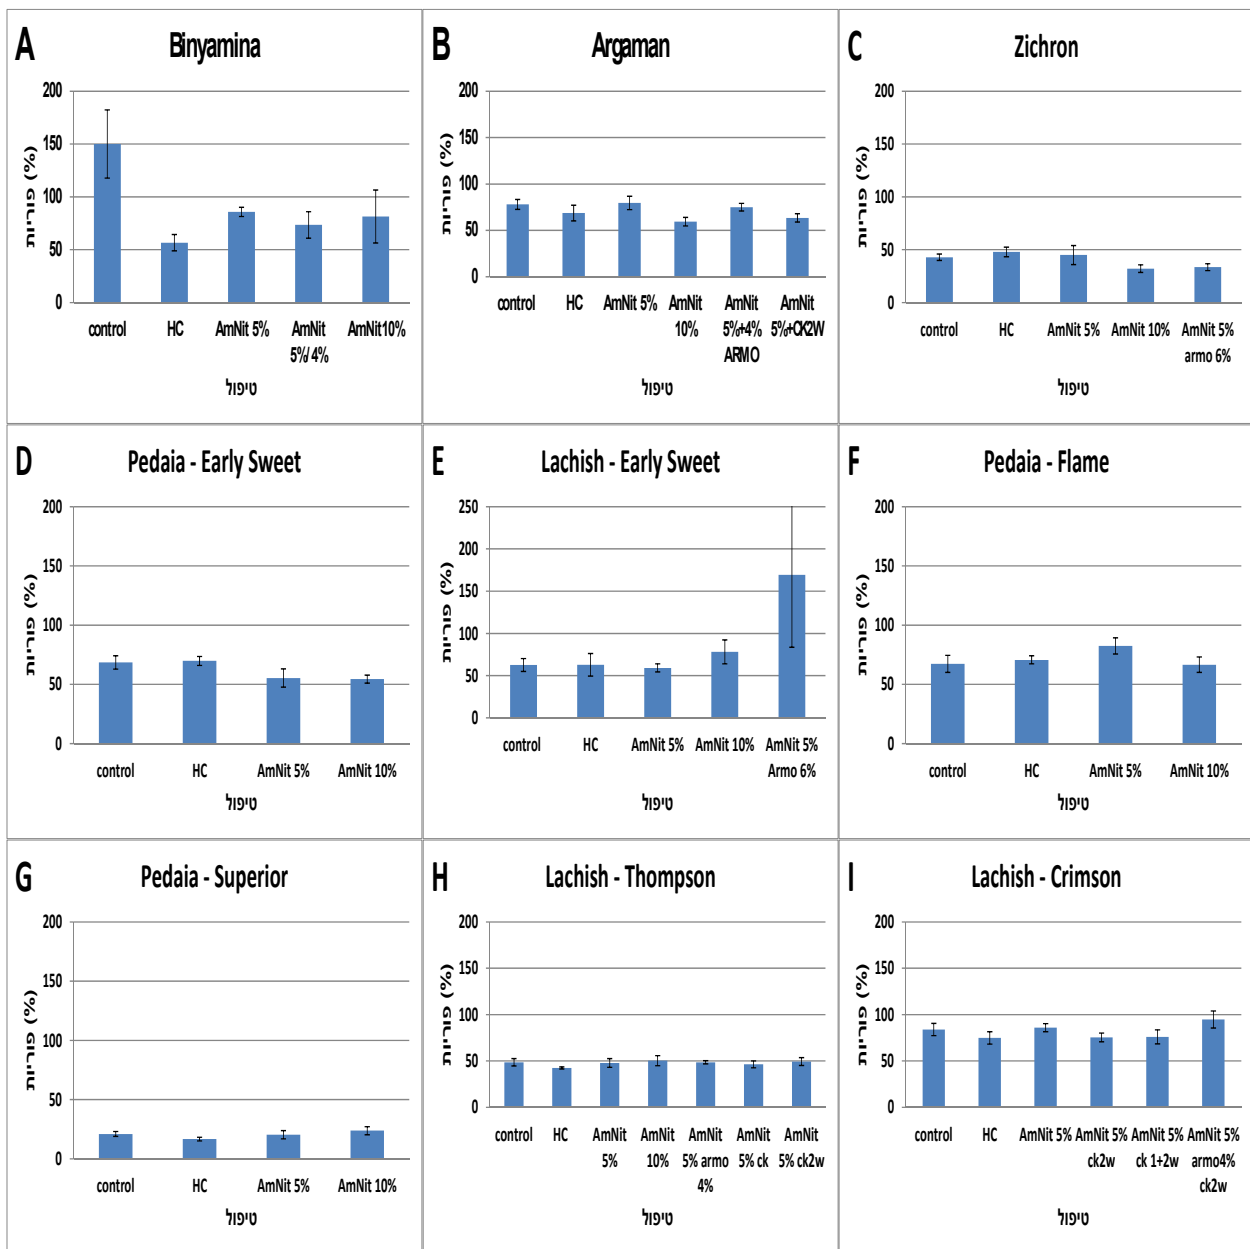 A
Binyamina
פוריות (%)
200
150
100
50
0
control HC AmNit 5% AmNit AmNit10%
5%/4%
טיפול
B
Argaman
פוריות (%)
200
150
100
50
0
control HC AmNit 5% AmNit AmNit AmNit
10% 5%+4% 5%+CK2W
ARMO
טיפול
C
Zichron
פוריות (%)
200
150
100
50
0
control HC AmNit 5% AmNit 10% AmNit 5%
armo 6%
טיפול
D
Pedaia - Early Sweet
פוריות (%)
200
150
100
50
0
control HC AmNit 5% AmNit 10%
טיפול
E
Lachish - Early Sweet
פוריות (%)
250
200
150
100
50
0
control HC AmNit 5% AmNit 10% AmNit 5%
Armo 6%
טיפול
F
Pedaia - Flame
פוריות (%)
200
150
100
50
0
control HC AmNit 5% AmNit 10%
טיפול
G
Pedaia - Superior
פוריות (%)
200
150
100
50
0
control HC AmNit 5% AmNit 10%
טיפול
H
Lachish - Thompson
פוריות (%)
200
150
100
50
0
control HC AmNit AmNit AmNit AmNit AmNit
5% 10% 5% armo 5% ck 5% ck2w
4%
טיפול
I
Lachish - Crimson
פוריות (%)
200
150
100
50
0
control HC AmNit 5% AmNit 5% AmNit 5% AmNit 5%
ck2w ck 1+2w armo4%
ck2w
טיפול